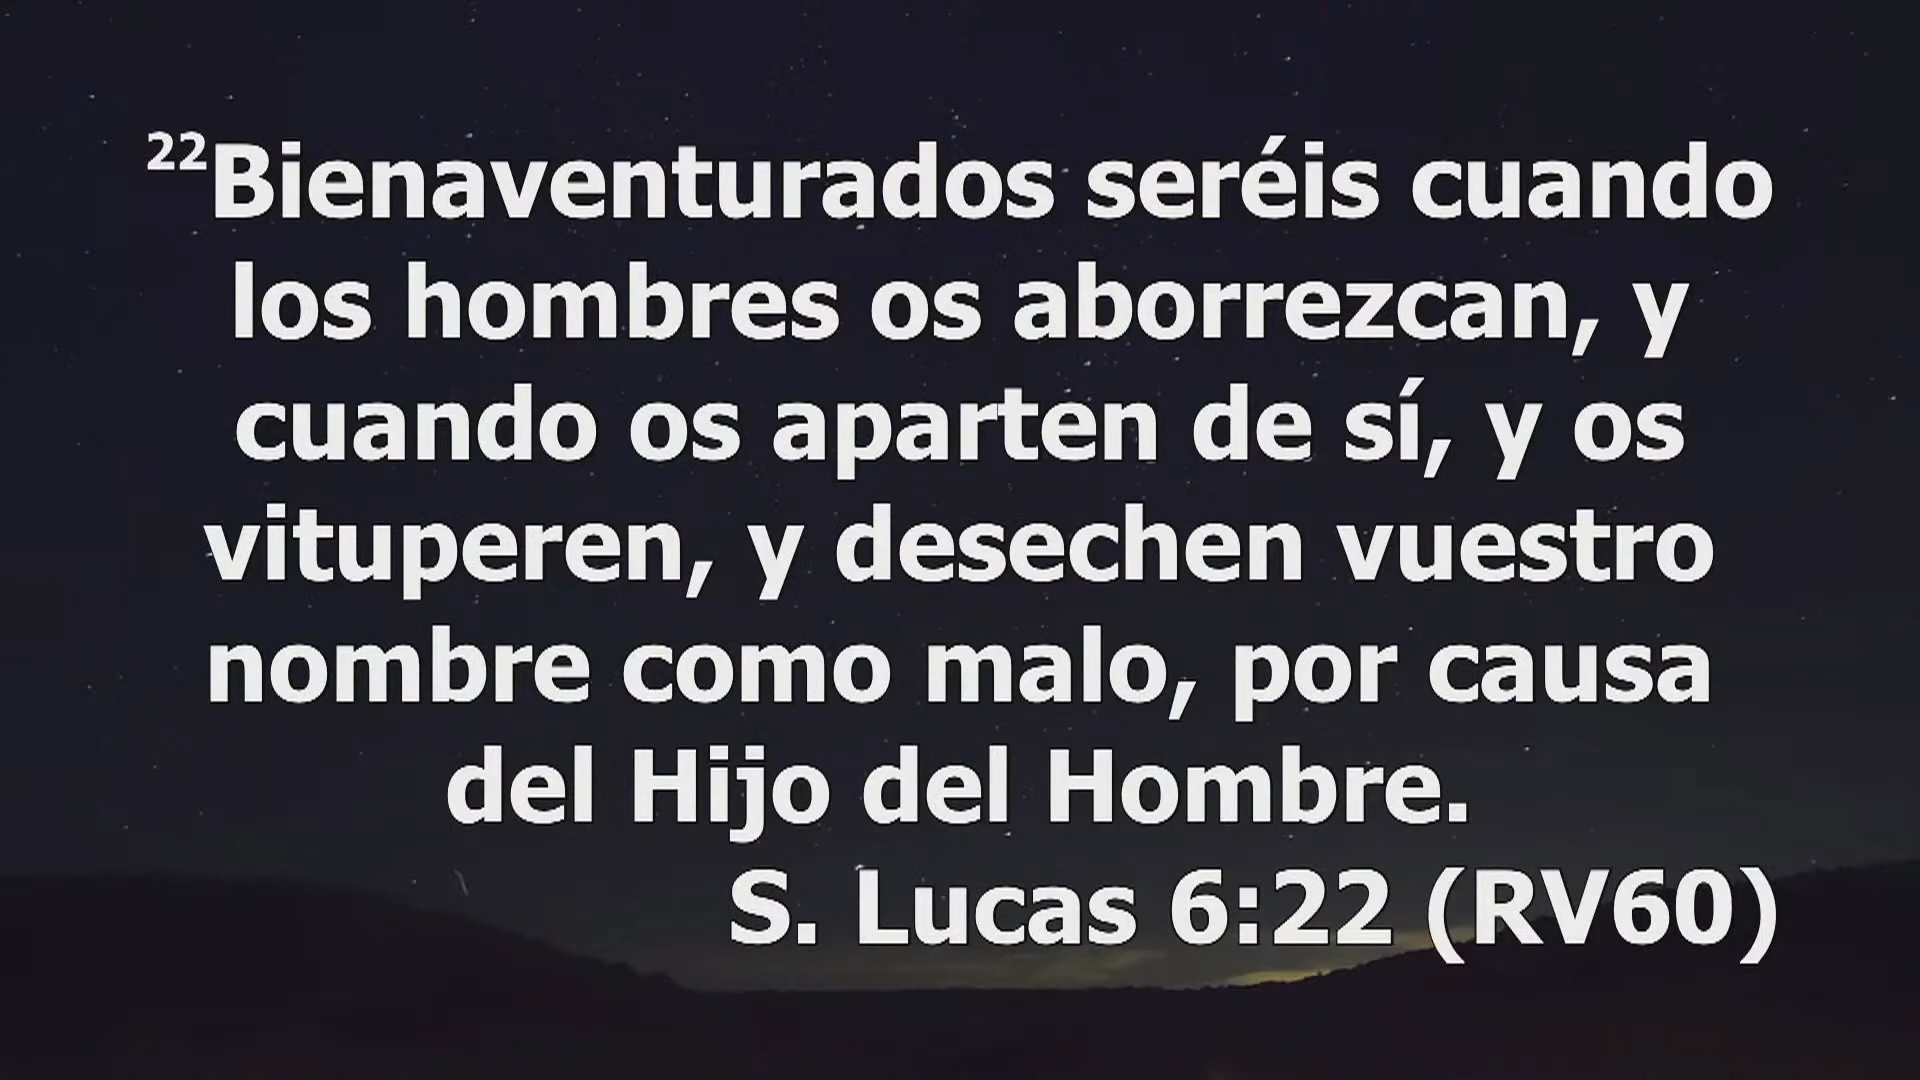 ²²Bienaventurados seréis cuando
los hombres os aborrezcan, y
cuando os aparten de sí, y os
vituperen, y desechen vuestro
nombre como malo, por causa
del Hijo del Hombre.
S. Lucas 6:22 (RV60)